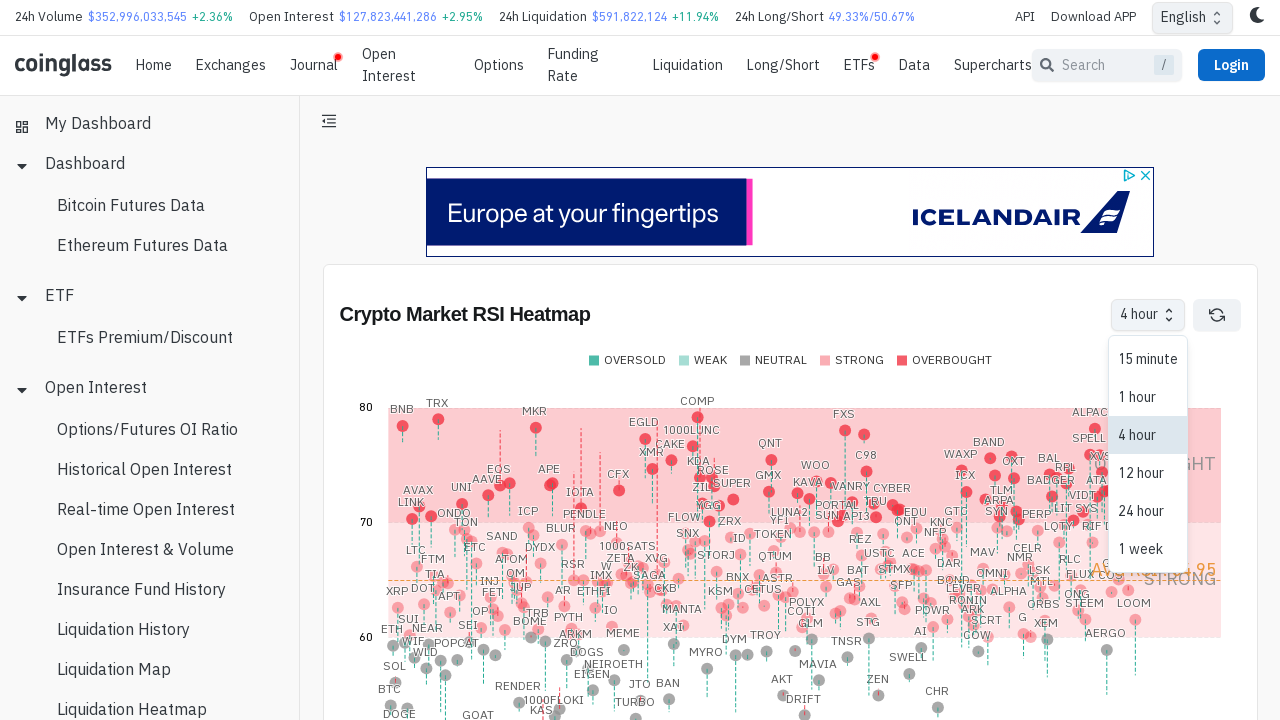 24h Volume $352,996,033,545 +2.36% Open Interest $127,823,441,286 +2.95% 24h Liquidation $591,822,124 +11.94% 24h Long/Short 49.33%/50.67% API Download APP English
coinglass Home Exchanges Journal Open Interest Options Funding Rate Liquidation Long/Short ETFs Data Supercharts Search / Login
My Dashboard
Dashboard
Bitcoin Futures Data
Ethereum Futures Data
ETF
ETFs Premium/Discount
Open Interest
Options/Futures OI Ratio
Historical Open Interest
Real-time Open Interest
Open Interest & Volume
Insurance Fund History
Liquidation History
Liquidation Map
Liquidation Heatmap
Europe at your fingertips ICELANDAIR
Crypto Market RSI Heatmap 4 hour
15 minute
1 hour
4 hour
12 hour
24 hour
1 week
OVERSOLD WEAK NEUTRAL STRONG OVERBOUGHT
80
70
60
BNB TRX MKR EGLD COMP FXS
XMR CAKE 1000LUNC QNT C98 WAXP BAND SPELL
UNI AAVE EOS APE CFX KDA ROSE GMX WOO ICX OXT BAL
AVAX LINK IOTA ZIL SUPER KAVA VANRY CYBER TLM BADGER
ONDO TON ICP PENDLE YGG LUNA2 PORTAL TRU EDU GTC ARPA VIDT
SAND BLUR NEO FLOW ZRX YFI SUN API3 QNT KNC SYN PERP LIT SYS
LTC ETC DYDX 1000SATS SNX ID TOKEN REZ NFP LQTY
FTM ATOM RSR ZETA XVG STORJ QTUM BB USTC ACE MAV CELR RLC
TIA OM IMX ZK SAGA BNX ASTR ILV BAT STMX DAR OMNI NMR LSK FLUX COS
XRP DOT APT INJ FET 1INCH AR ETHFI CKB KSM CETUS GAS SFP BOND LEVER ALPHA MTL ONG
SUI OP TRB PYTH IO MANTA POLYX COTI AXL POWR RONIN ARK ORBS STEEM LOOM
ETH NEAR SEI BOME ARKM MEME XAI GLM STG AI SCRT G XEM
WIF WLD POPCAT ZRO DOGS MYRO DYM TROY TNSR COW AERGO
SOL EIGEN NEIROETH MAVIA SWELL
BTC RENDER JTO BAN AKT ZEN CHR
DOGE GOAT KAS 1000FLOKI TURBO DRIFT
STRONG